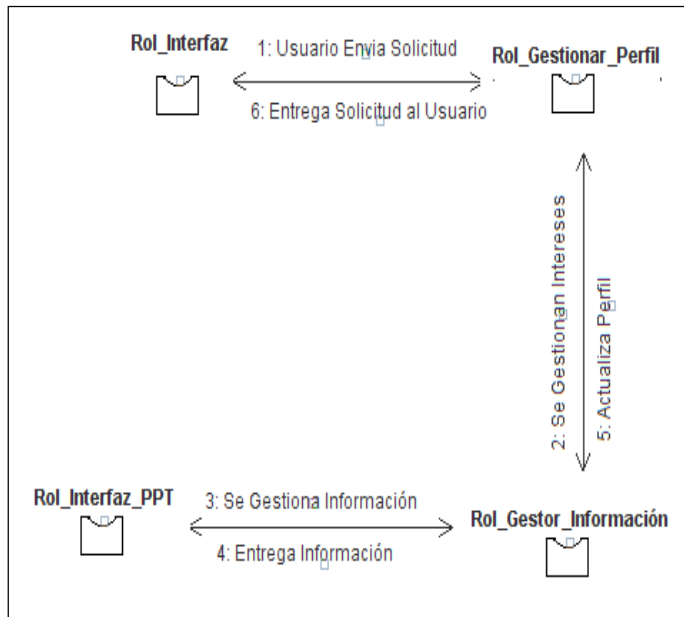 Rol_Interfaz
1: Usuario Envia Solicitud
Rol_Gestionar_Perfil
6: Entrega Solicitud al Usuario
2: Se Gestionan Intereses
5: Actualiza Perfil
Rol_Interfaz_PPT
3: Se Gestiona Información
Rol_Gestor_Información
4: Entrega Información